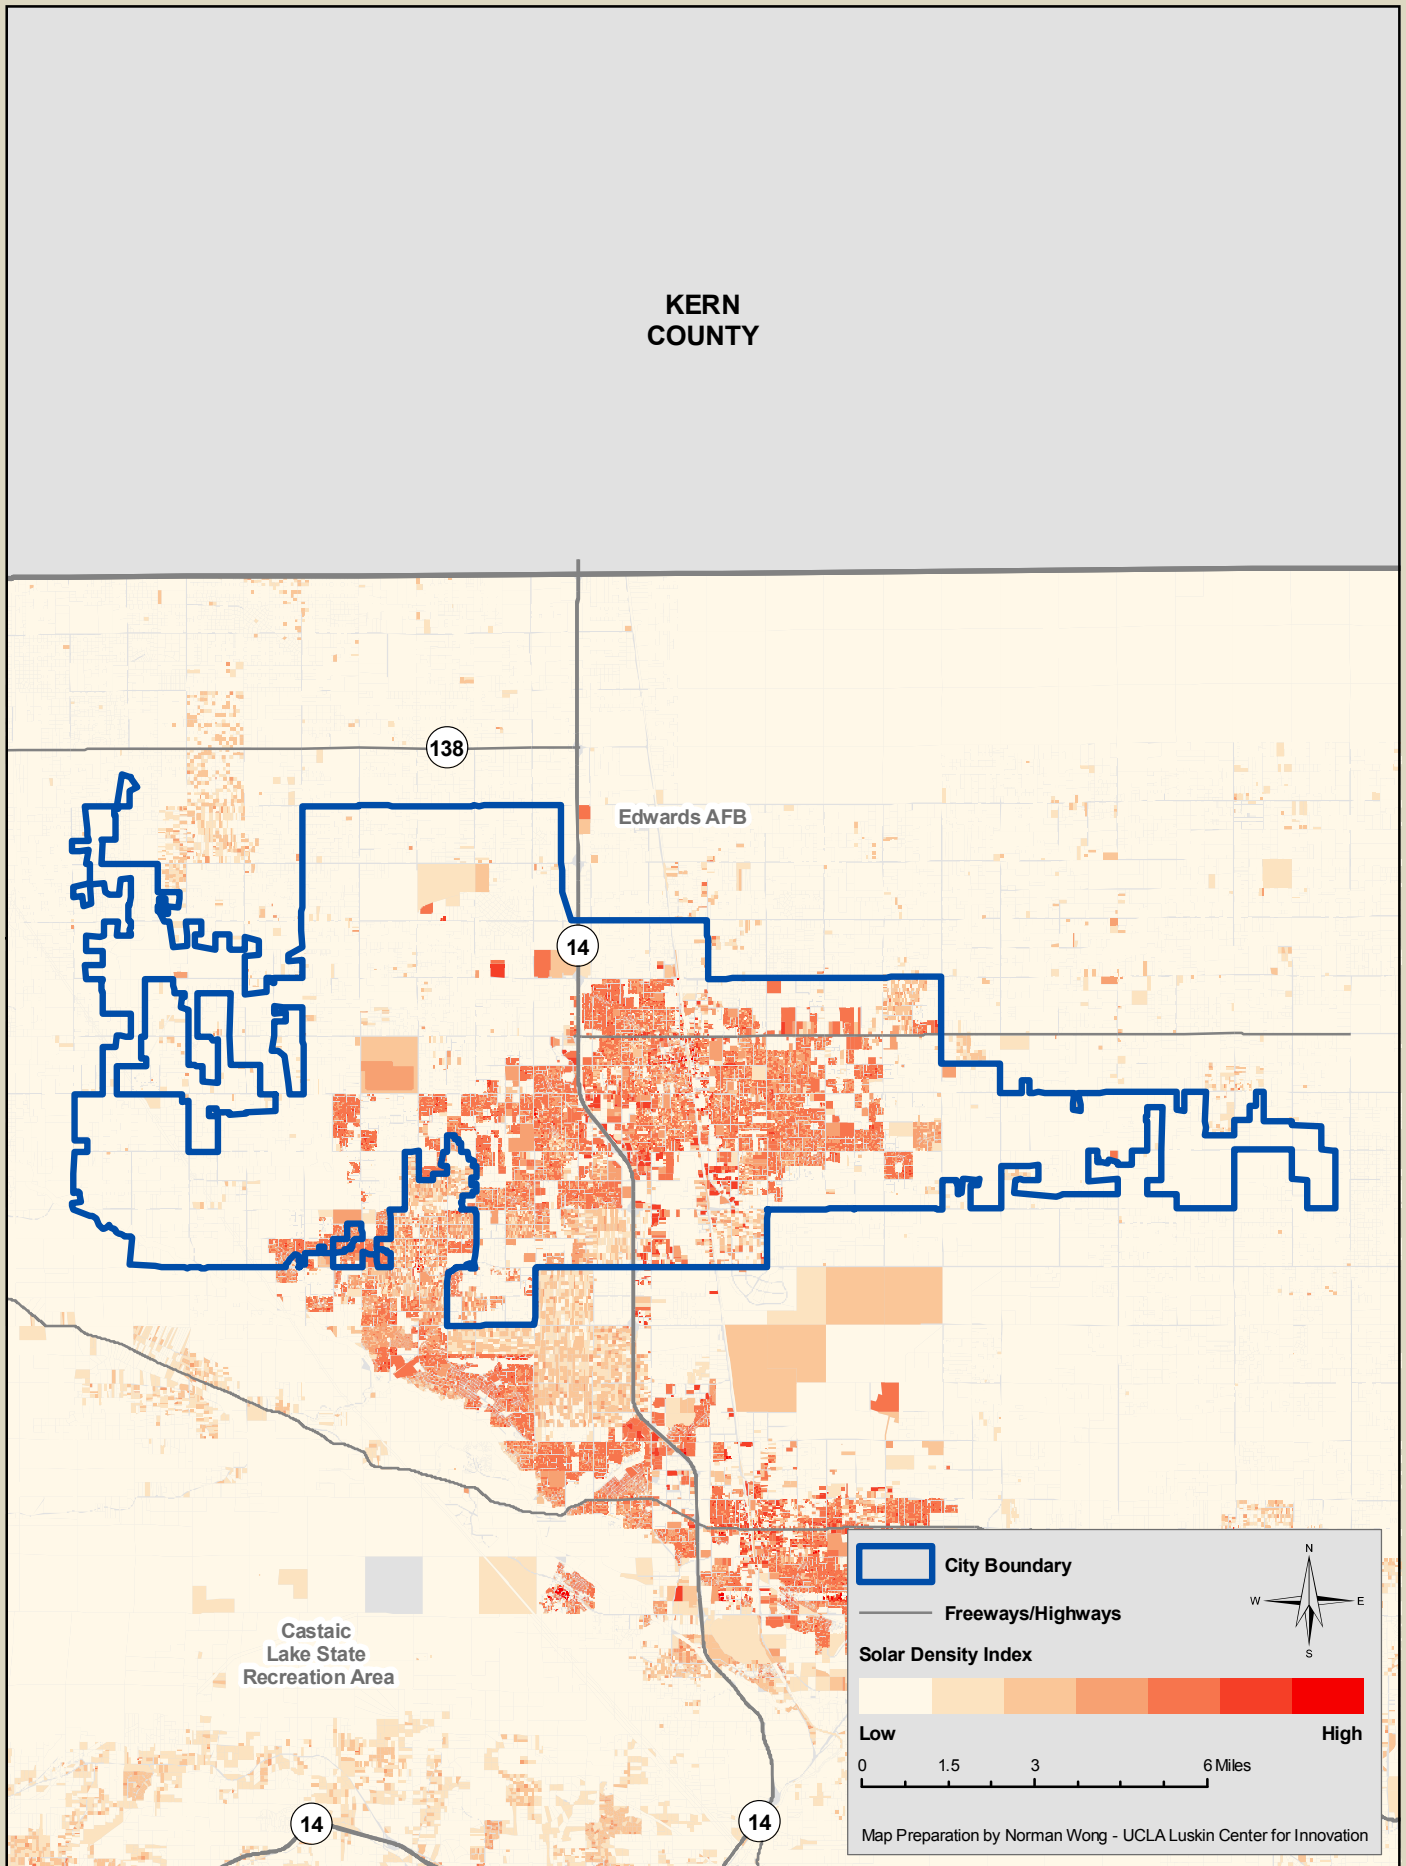 KERN
COUNTY
138
Edwards AFB
14
City Boundary
N
W
E
S
Freeways/Highways
Solar Density Index
Low
High
0
1.5
3
6 Miles
Map Preparation by Norman Wong - UCLA Luskin Center for Innovation
Castaic
Lake State
Recreation Area
14
14